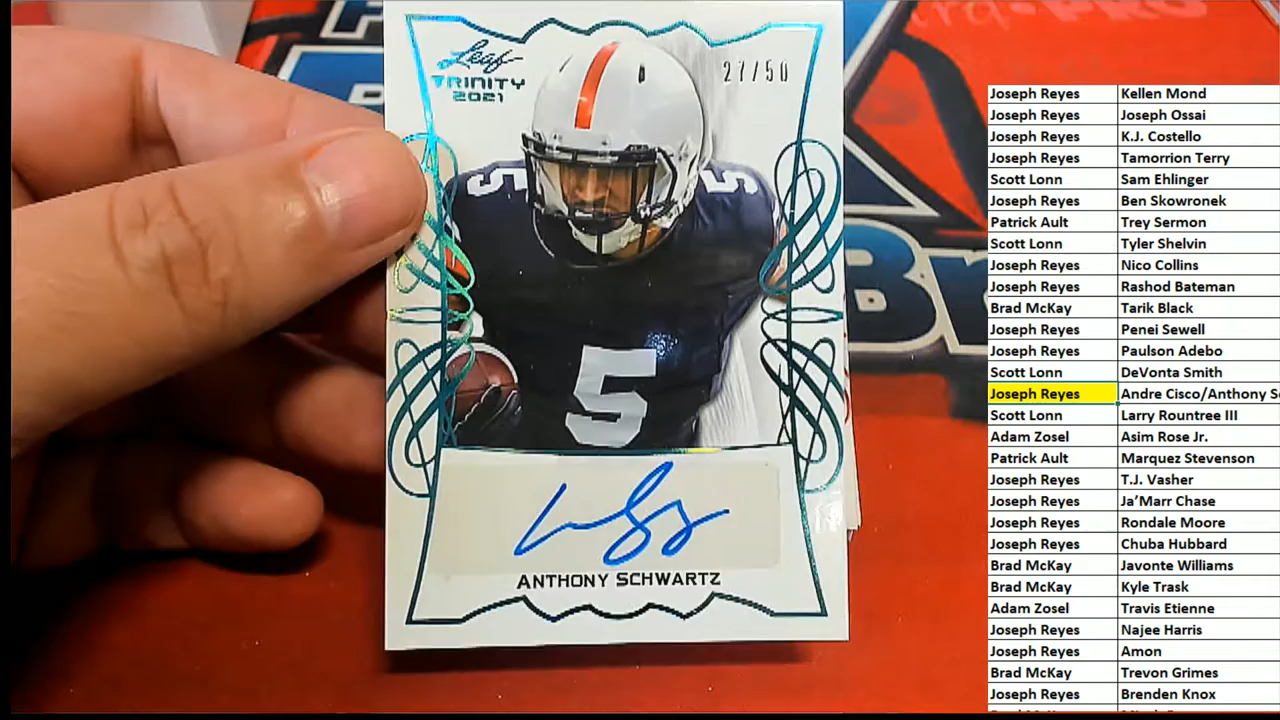 Leaf
TRINITY
2021
27/50
5
5
5
ANTHONY SCHWARTZ
Joseph Reyes Kellen Mond
Joseph Reyes Joseph Ossai
Joseph Reyes K.J. Costello
Joseph Reyes Tamorrion Terry
Scott Lonn Sam Ehlinger
Joseph Reyes Ben Skowronek
Patrick Ault Trey Sermon
Scott Lonn Tyler Shelvin
Joseph Reyes Nico Collins
Joseph Reyes Rashod Bateman
Brad McKay Tarik Black
Joseph Reyes Penei Sewell
Joseph Reyes Paulson Adebo
Scott Lonn DeVonta Smith
Joseph Reyes Andre Cisco/Anthony
Scott Lonn Larry Rountree III
Adam Zosel Asim Rose Jr.
Patrick Ault Marquez Stevenson
Joseph Reyes T.J. Vasher
Joseph Reyes Ja’Marr Chase
Joseph Reyes Rondale Moore
Joseph Reyes Chuba Hubbard
Brad McKay Javonte Williams
Brad McKay Kyle Trask
Adam Zosel Travis Etienne
Joseph Reyes Najee Harris
Joseph Reyes Amon
Brad McKay Trevon Grimes
Joseph Reyes Brenden Knox